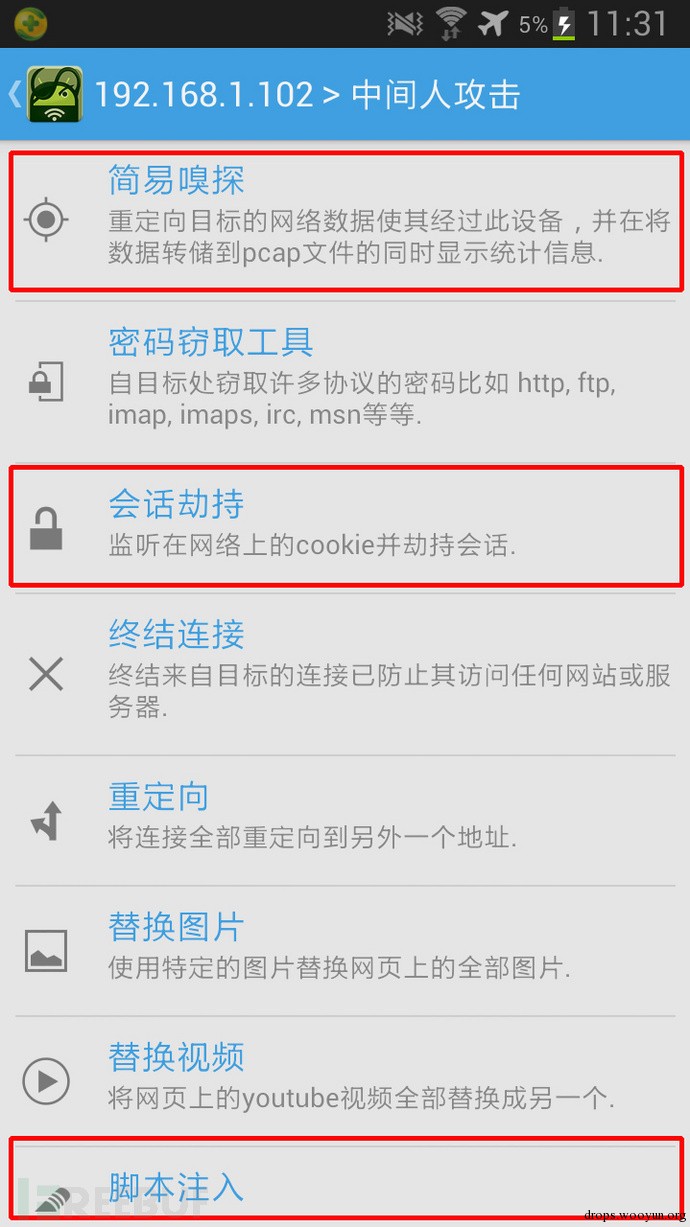 5% 11:31
192.168.1.102 > 中间人攻击
简易嗅探
重定向目标的网络数据使其经过此设备，并在将
数据转储到pcap文件的同时显示统计信息.
密码窃取工具
自目标处窃取许多协议的密码比如 http, ftp,
imap, imaps, irc, msn等等.
会话劫持
监听在网络上的cookie并劫持会话.
终结连接
终结来自目标的连接已防止其访问任何网站或服
务器.
重定向
将连接全部重定向到另外一个地址.
替换图片
使用特定的图片替换网页上的全部图片.
替换视频
将网页上的youtube视频全部替换成另一个.
脚本注入
FREEBUF
drops.wooyun.org